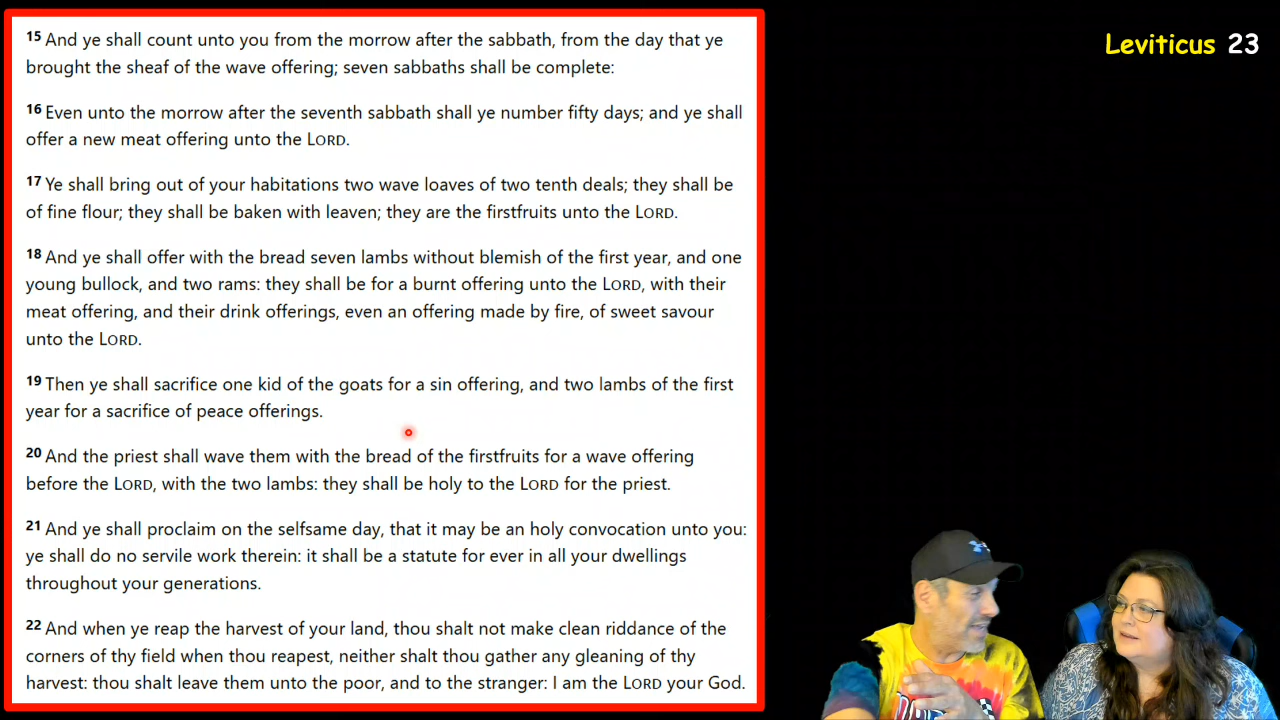 15 And ye shall count unto you from the morrow after the sabbath, from the day that ye
brought the sheaf of the wave offering; seven sabbaths shall be complete:
16 Even unto the morrow after the seventh sabbath shall ye number fifty days; and ye shall
offer a new meat offering unto the LORD.
17 Ye shall bring out of your habitations two wave loaves of two tenth deals; they shall be
of fine flour; they shall be baken with leaven; they are the firstfruits unto the LORD.
18 And ye shall offer with the bread seven lambs without blemish of the first year, and one
young bullock, and two rams: they shall be for a burnt offering unto the LORD, with their
meat offering, and their drink offerings, even an offering made by fire, of sweet savour
unto the LORD.
19 Then ye shall sacrifice one kid of the goats for a sin offering, and two lambs of the first
year for a sacrifice of peace offerings.
20 And the priest shall wave them with the bread of the firstfruits for a wave offering
before the LORD, with the two lambs: they shall be holy to the LORD for the priest.
21 And ye shall proclaim on the selfsame day, that it may be an holy convocation unto you:
ye shall do no servile work therein: it shall be a statute for ever in all your dwellings
throughout your generations.
22 And when ye reap the harvest of your land, thou shalt not make clean riddance of the
corners of thy field when thou reapest, neither shalt thou gather any gleaning of thy
harvest: thou shalt leave them unto the poor, and to the stranger: I am the LORD your God.
Leviticus 23